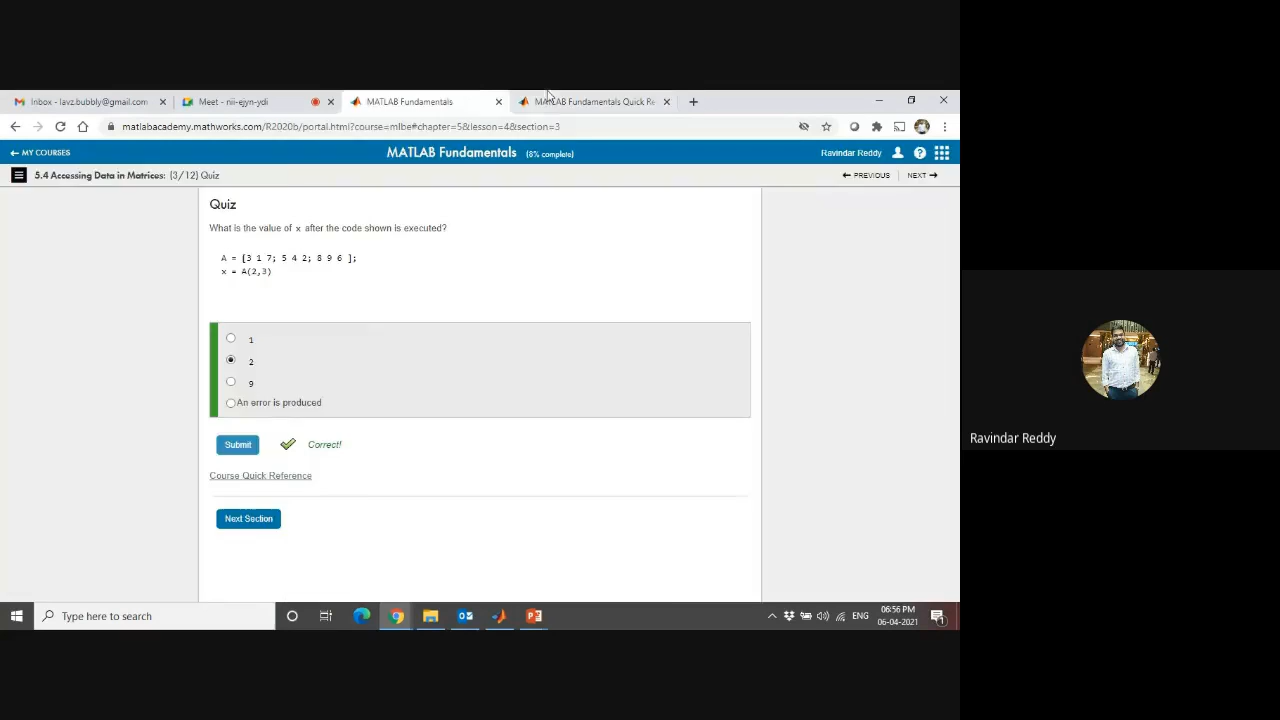 Inbox - lavz.bubbly@gmail.com
Meet - nii-ejyn-ydi
MATLAB Fundamentals
MATLAB Fundamentals Quick Re
matlabacademy.mathworks.com/R2020b/portal.html?course=mlbe#chapter=5&lesson=4&section=3
MY COURSES
MATLAB Fundamentals (8% complete)
Ravindar Reddy
5.4 Accessing Data in Matrices: (3/12) Quiz
PREVIOUS
NEXT
Quiz
What is the value of x after the code shown is executed?
A = [3 1 7; 5 4 2; 8 9 6 ];
x = A(2,3)
1
2
9
An error is produced
Submit
Correct!
Course Quick Reference
Next Section
Ravindar Reddy
Type here to search
ENG
06:56 PM
06-04-2021
1